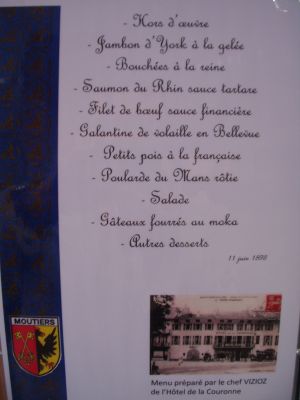 - Hors d'œuvre
- Jambon d'York à la gelée
- Bouchées à la reine
- Saumon du Rhin sauce tartare
- Filet de bœuf sauce financière
- Galantine de volaille en Bellevue
- Petits pois à la française
- Poularde du Mans rôtie
- Salade
- Gâteaux fourrés au moka
- Autres desserts
11 juin 1898
MOUTIERS
Menu préparé par le chef VIZIOZ
de l'Hôtel de la Couronne